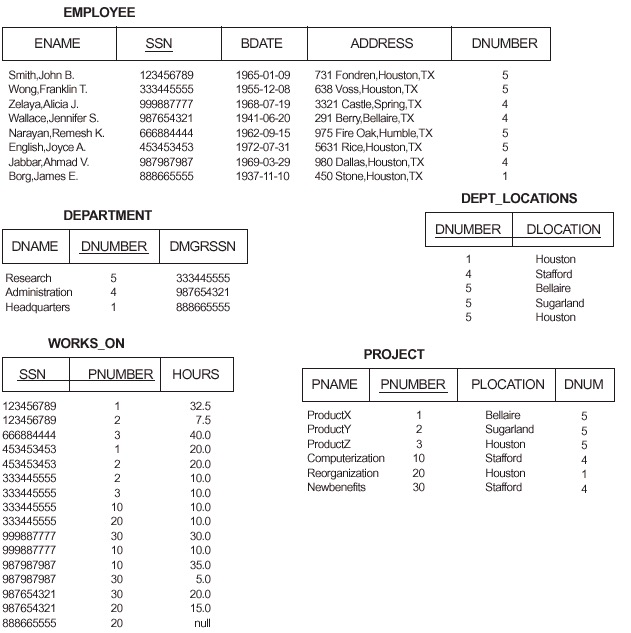 EMPLOYEE
ENAME SSN BDATE ADDRESS DNUMBER
Smith,John B. 123456789 1965-01-09 731 Fondren,Houston,TX 5
Wong,Franklin T. 333445555 1955-12-08 638 Voss,Houston,TX 5
Zelaya,Alicia J. 999887777 1968-07-19 3321 Castle,Spring,TX 4
Wallace,Jennifer S. 987654321 1941-06-20 291 Berry,Bellaire,TX 4
Narayan,Remesh K. 666884444 1962-09-15 975 Fire Oak,Humble,TX 5
English,Joyce A. 453453453 1972-07-31 5631 Rice,Houston,TX 5
Jabbar,Ahmad V. 987987987 1969-03-29 980 Dallas,Houston,TX 4
Borg,James E. 888665555 1937-11-10 450 Stone,Houston,TX 1
DEPARTMENT
DNAME DNUMBER DMGRSSN
Research 5 333445555
Administration 4 987654321
Headquarters 1 888665555
DEPT_LOCATIONS
DNUMBER DLOCATION
1 Houston
4 Stafford
5 Bellaire
5 Sugarland
5 Houston
WORKS_ON
SSN PNUMBER HOURS
123456789 1 32.5
123456789 2 7.5
666884444 3 40.0
453453453 1 20.0
453453453 2 20.0
333445555 2 10.0
333445555 3 10.0
333445555 10 10.0
333445555 20 10.0
999887777 30 30.0
999887777 10 10.0
987987987 10 35.0
987987987 30 5.0
987654321 30 20.0
987654321 20 15.0
888665555 20 null
PROJECT
PNAME PNUMBER PLOCATION DNUM
ProductX 1 Bellaire 5
ProductY 2 Sugarland 5
ProductZ 3 Houston 5
Computerization 10 Stafford 4
Reorganization 20 Houston 1
Newbenefits 30 Stafford 4